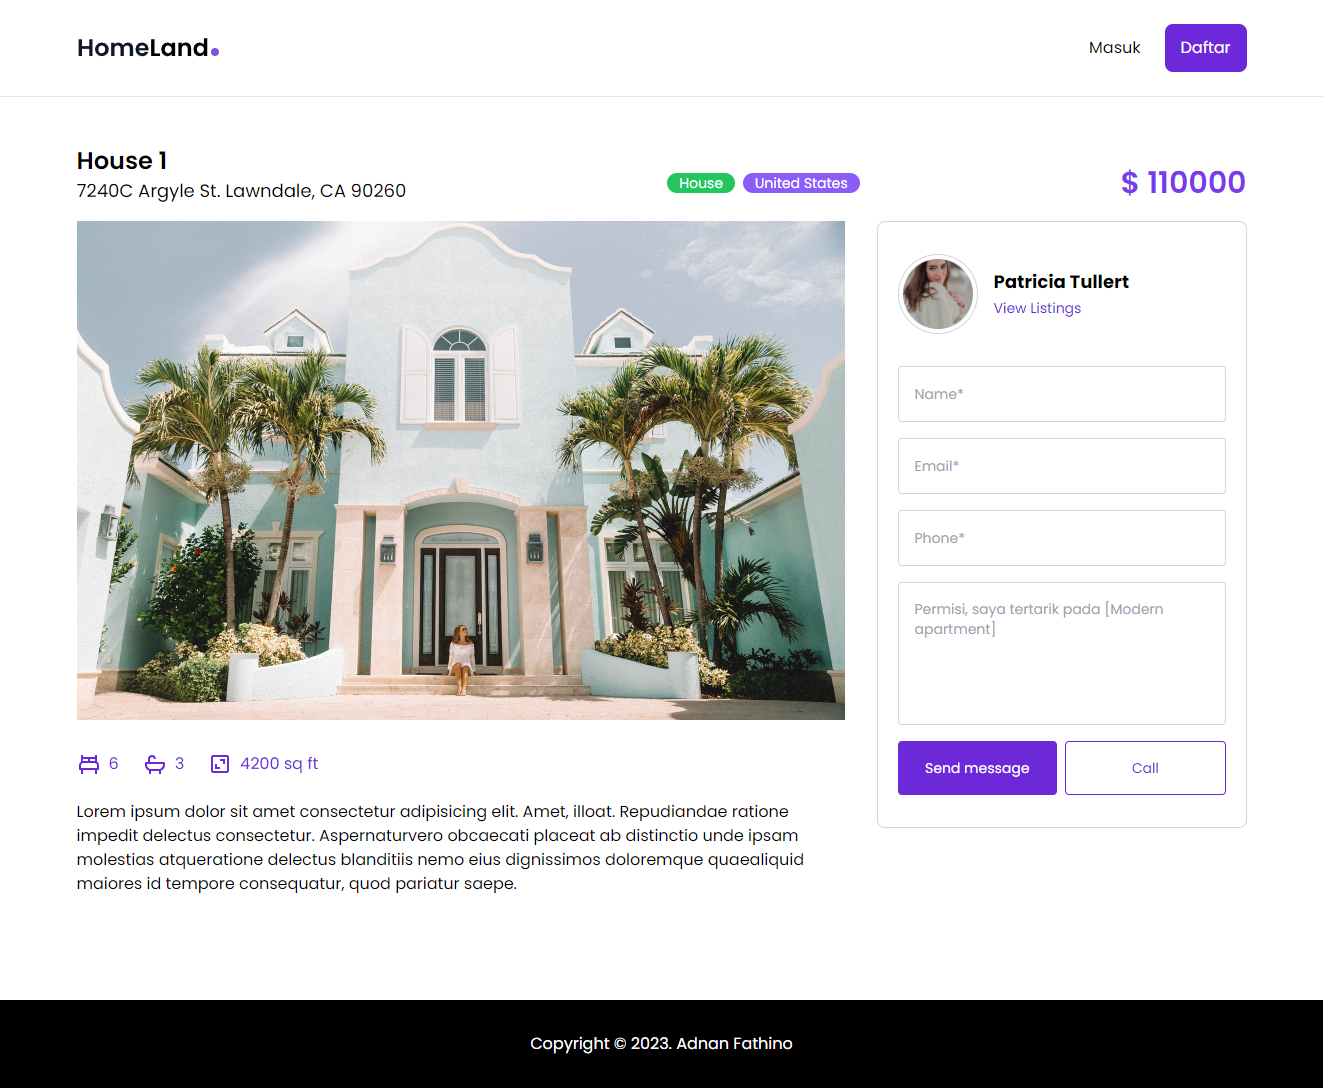 HomeLand.
Masuk
Daftar
House 1
7240C Argyle St. Lawndale, CA 90260
House
United States
$ 110000
Patricia Tullert
View Listings
Name*
Email*
Phone*
Permisi, saya tertarik pada [Modern
apartment]
Send message
Call
6
3
4200 sq ft
Lorem ipsum dolor sit amet consectetur adipisicing elit. Amet, illoat. Repudiandae ratione
impedit delectus consectetur. Aspernaturvero obcaecati placeat ab distinctio unde ipsam
molestias atqueratione delectus blanditiis nemo eius dignissimos doloremque quaealiquid
maiores id tempore consequatur, quod pariatur saepe.
Copyright © 2023. Adnan Fathino